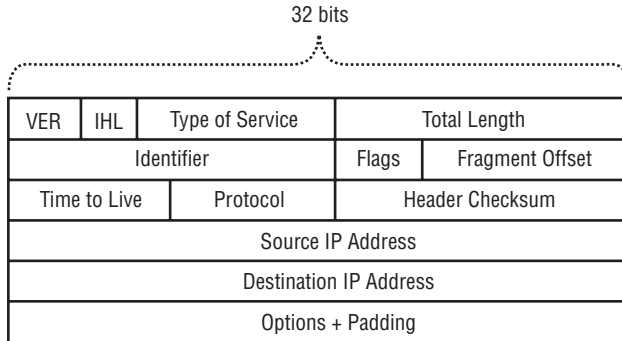 32 bits
VER IHL Type of Service Total Length
Identifier Flags Fragment Offset
Time to Live Protocol Header Checksum
Source IP Address
Destination IP Address
Options + Padding